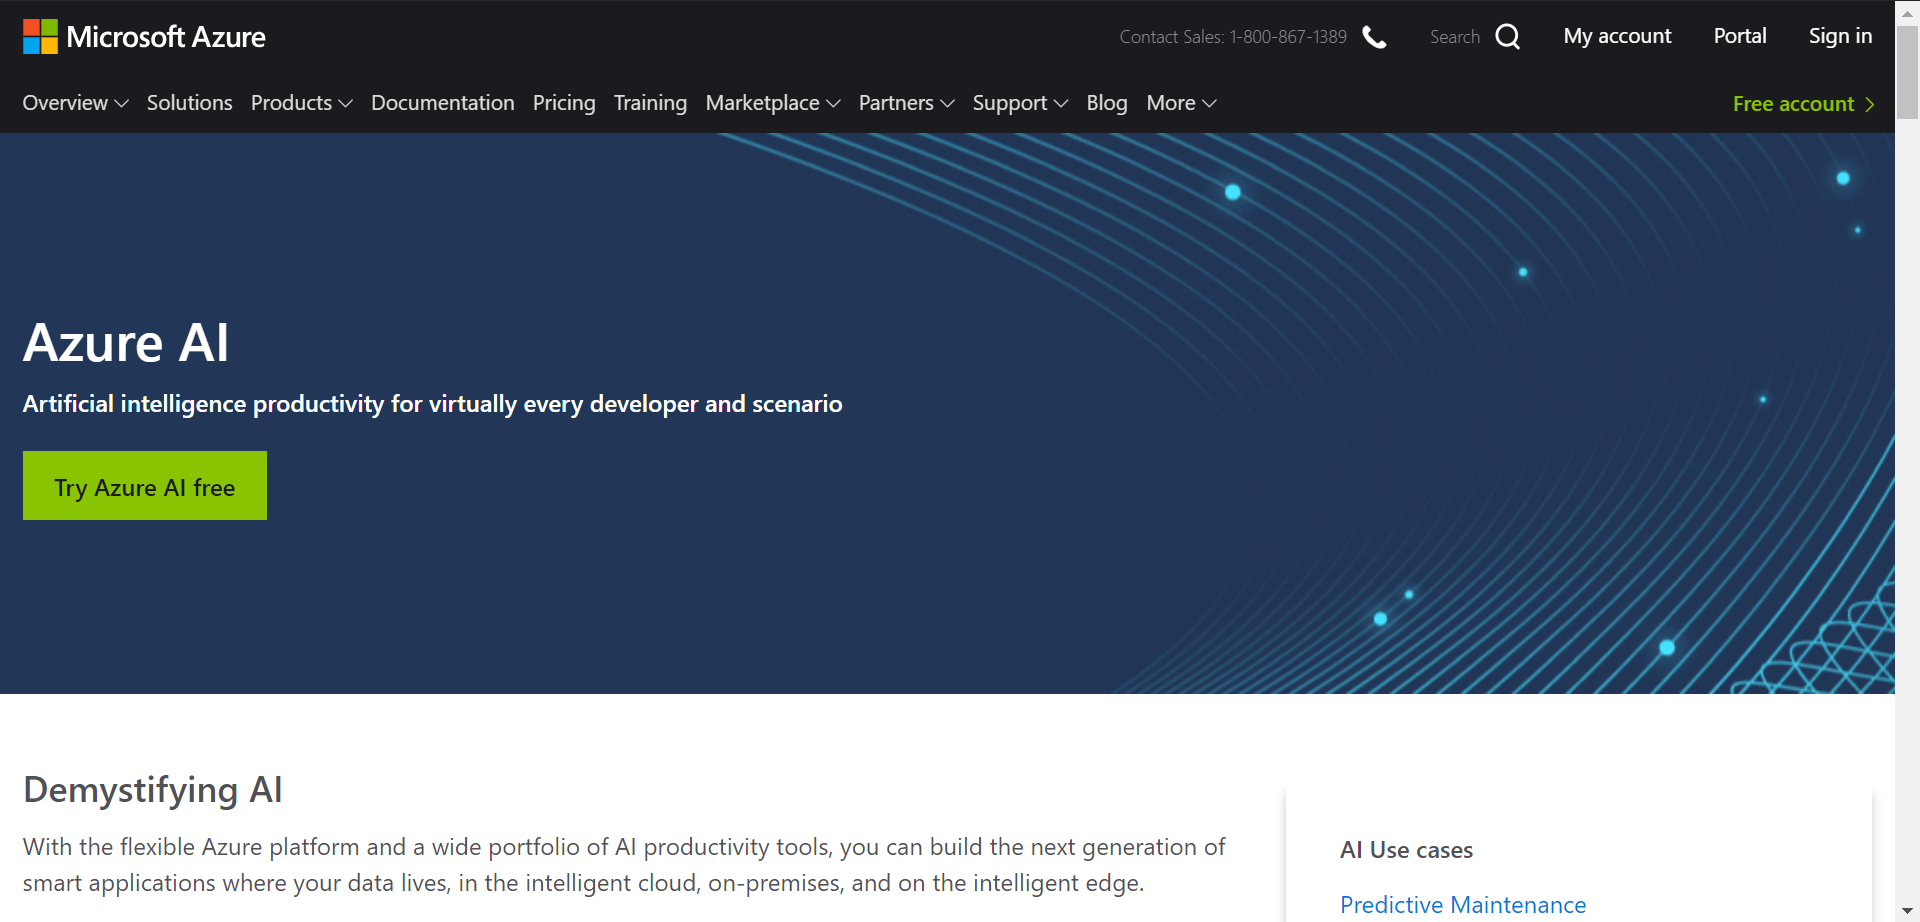 Microsoft Azure
Contact Sales: 1-800-867-1389
Search
My account
Portal
Sign in
Overview
Solutions
Products
Documentation
Pricing
Training
Marketplace
Partners
Support
Blog
More
Free account
Azure AI
Artificial intelligence productivity for virtually every developer and scenario
Try Azure AI free
Demystifying AI
With the flexible Azure platform and a wide portfolio of AI productivity tools, you can build the next generation of
smart applications where your data lives, in the intelligent cloud, on-premises, and on the intelligent edge.
AI Use cases
Predictive Maintenance